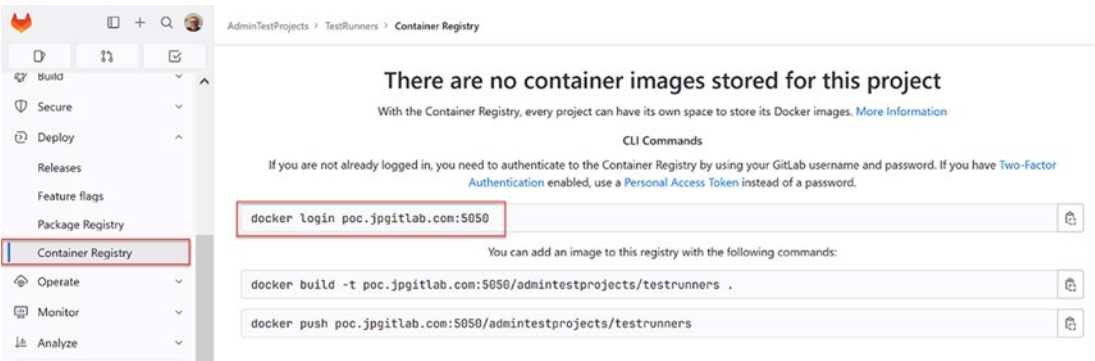 AdminTestProjects > TestRunners > Container Registry
Build
Secure
Deploy
Releases
Feature flags
Package Registry
Container Registry
Operate
Monitor
Analyze
There are no container images stored for this project
With the Container Registry, every project can have its own space to store its Docker images. More Information
CLI Commands
If you are not already logged in, you need to authenticate to the Container Registry by using your GitLab username and password. If you have Two-Factor
Authentication enabled, use a Personal Access Token instead of a password.
docker login poc.jpgitlab.com:5050
You can add an image to this registry with the following commands:
docker build -t poc.jpgitlab.com:5050/admintestprojects/testrunners .
docker push poc.jpgitlab.com:5050/admintestprojects/testrunners